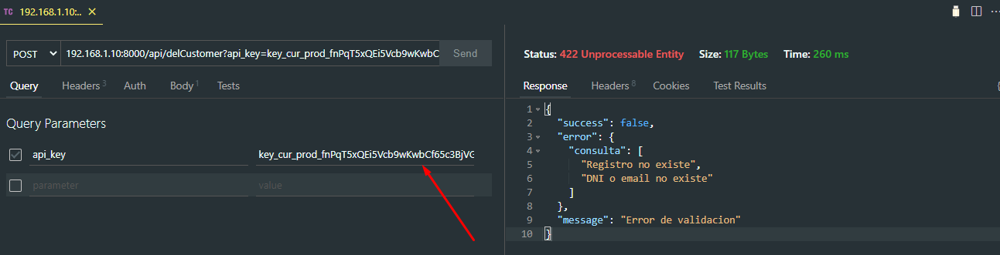 TC 192.168.1.10:..
POST 192.168.1.10:8000/api/delCustomer?api_key=key_cur_prod_fnPqT5xQEi5Vcb9wKwbC Send
Query Headers 3 Auth Body 1 Tests
Query Parameters
api_key key_cur_prod_fnPqT5xQEi5Vcb9wKwbCf65c3BjVG
parameter value
Status: 422 Unprocessable Entity Size: 117 Bytes Time: 260 ms
Response Headers 8 Cookies Test Results
1 {
2 "success": false,
3 "error": {
4 "consulta": [
5 "Registro no existe",
6 "DNI o email no existe"
7 ]
8 },
9 "message": "Error de validacion"
10 }